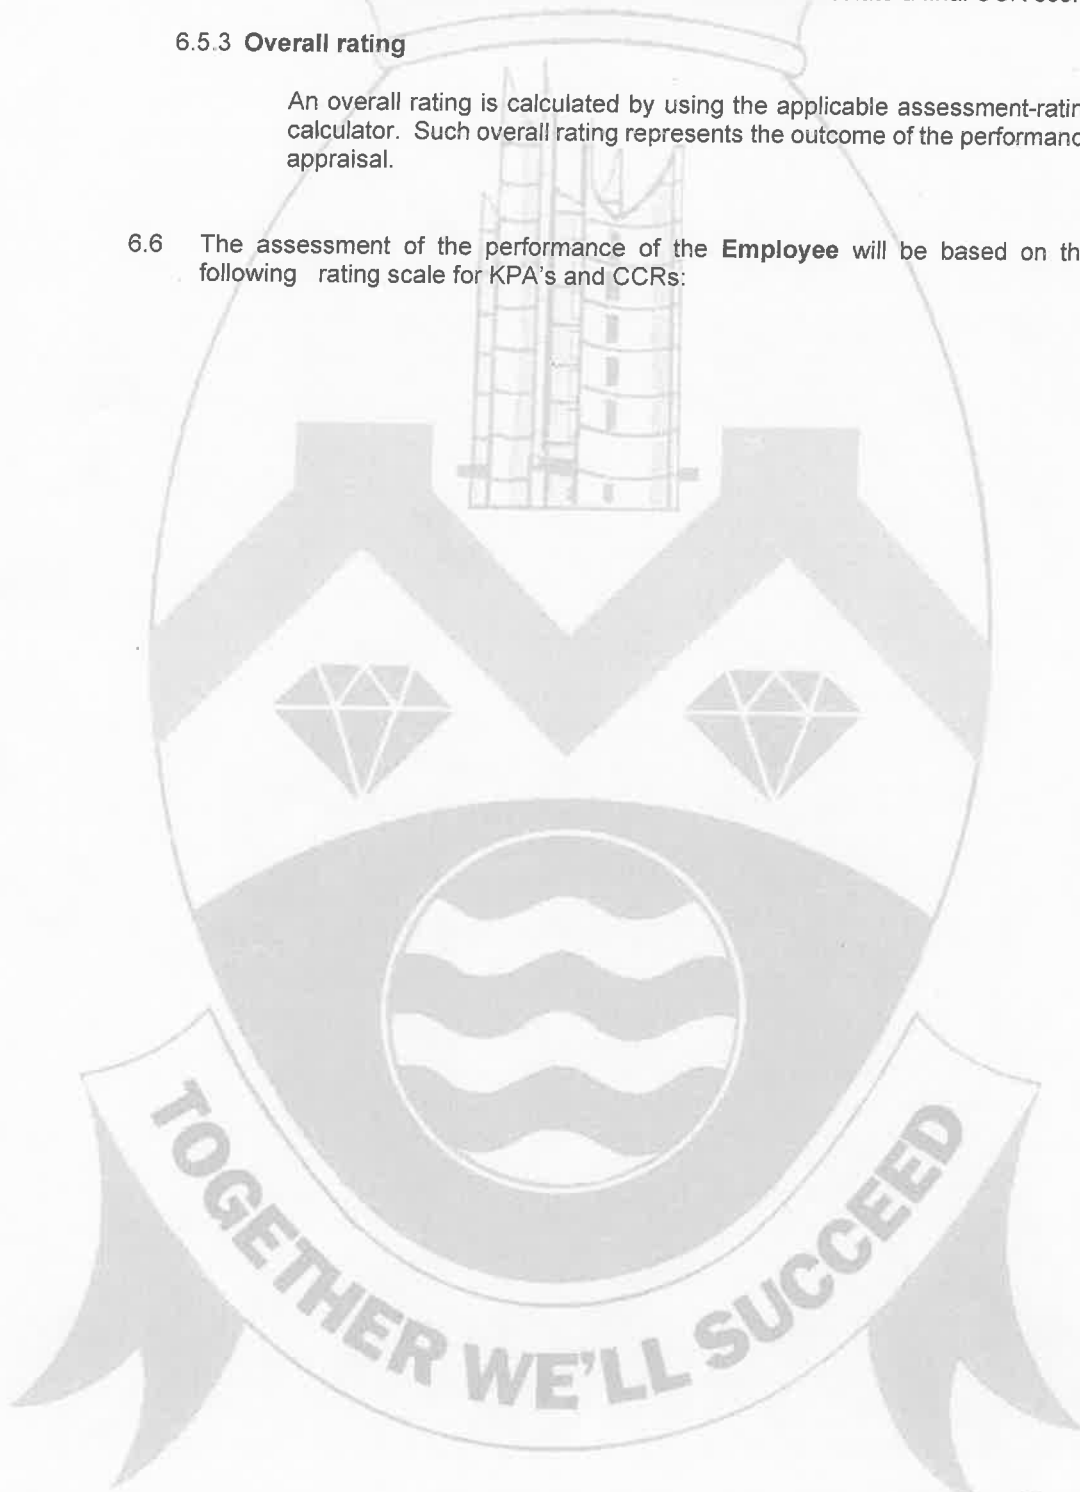 6.5.3 Overall rating
An overall rating is calculated by using the applicable assessment-ratin
calculator. Such overall rating represents the outcome of the performanc
appraisal.
6.6 The assessment of the performance of the Employee will be based on th
following rating scale for KPA's and CCRs:
TOGETHER WE'LL SUCCEED